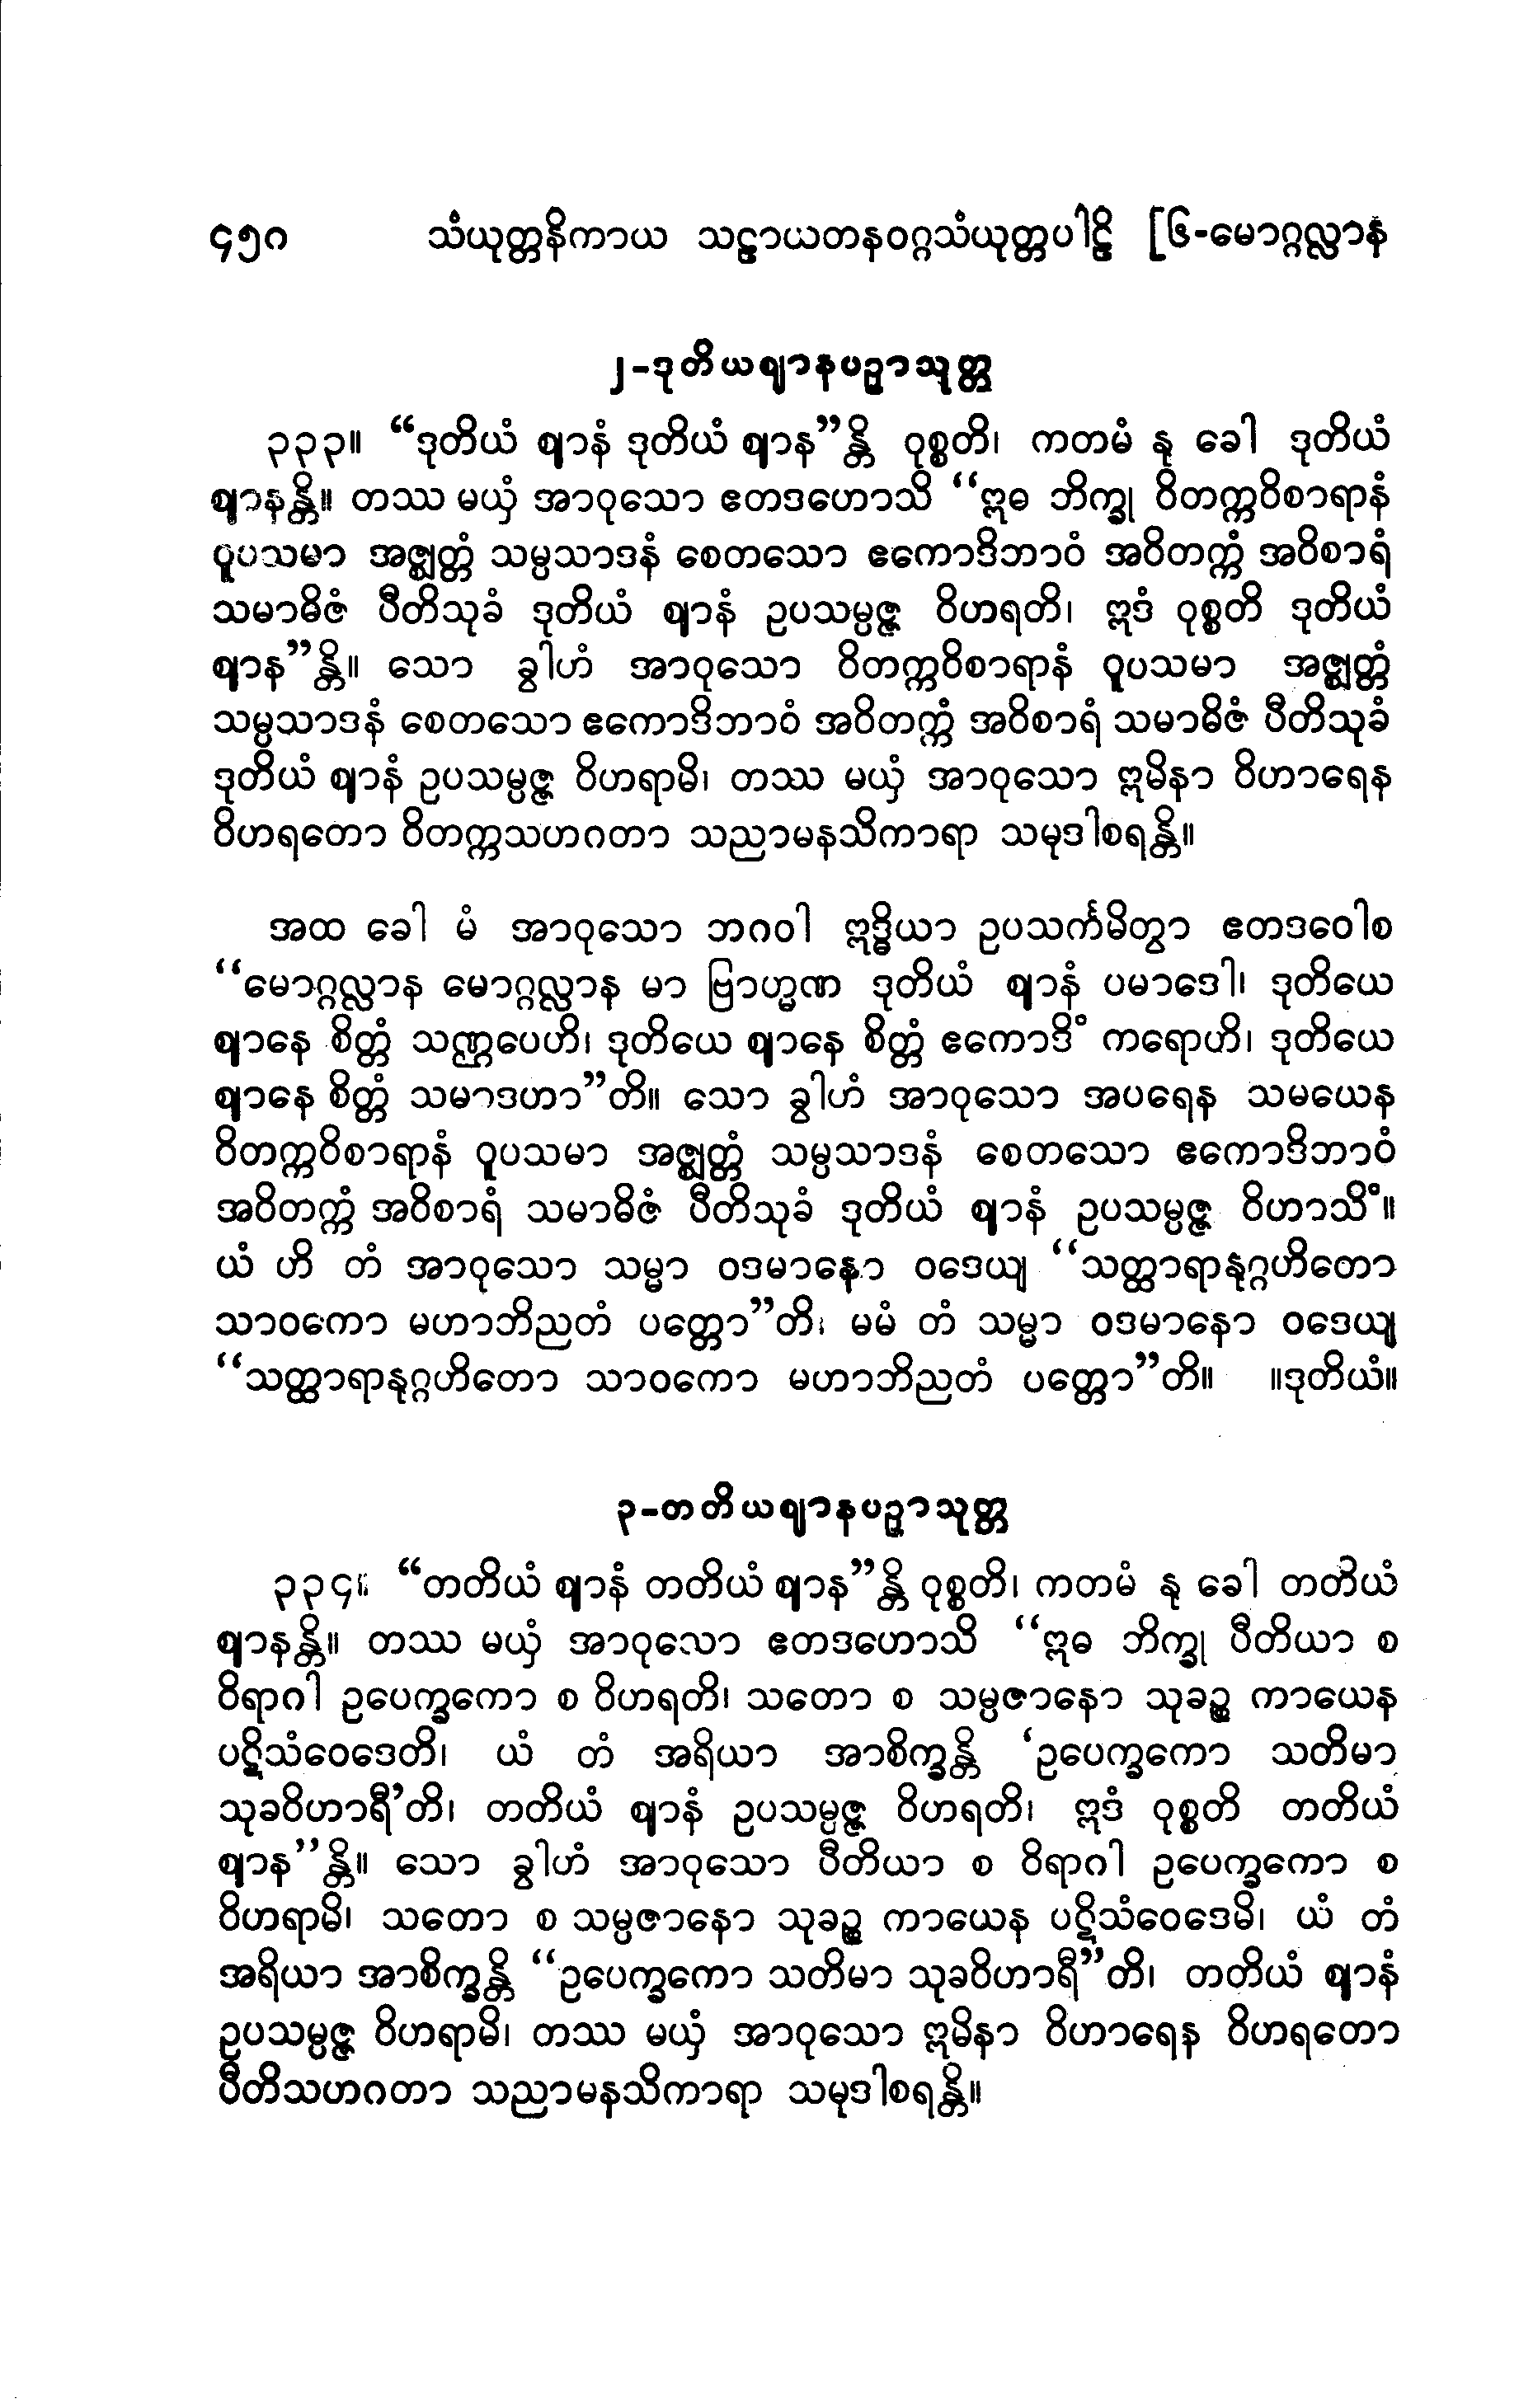 ၄၅၈ သံယုတ္တနိကာယ သဠာယတနဝဂ္ဂသံယုတ္တပါဠိ [၆-မောဂ္ဂလ္လာန
၂-ဒုတိယဈာနပဉှာသုတ္တ
၃၃၃။ “ဒုတိယံ ဈာနံ ဒုတိယံ ဈာန”န္တိ ဝုစ္စတိ၊ ကတမံ နု ခေါ ဒုတိယံ
ဈာနန္တိ။ တဿ မယှံ အာဝုသော ဧတဒဟောသိ “ဣဓ ဘိက္ခု ဝိတက္ကဝိစာရာနံ
ဝူပသမာ အဇ္ဈတ္တံ သမ္ပသာဒနံ စေတသော ဧကောဒိဘာဝံ အဝိတက္ကံ အဝိစာရံ
သမာဓိဇံ ပီတိသုခံ ဒုတိယံ ဈာနံ ဥပသမ္ပဇ္ဇ ဝိဟရတိ၊ ဣဒံ ဝုစ္စတိ ဒုတိယံ
ဈာန”န္တိ။ သော ခွါဟံ အာဝုသော ဝိတက္ကဝိစာရာနံ ဝူပသမာ အဇ္ဈတ္တံ
သမ္ပသာဒနံ စေတသော ဧကောဒိဘာဝံ အဝိတက္ကံ အဝိစာရံ သမာဓိဇံ ပီတိသုခံ
ဒုတိယံ ဈာနံ ဥပသမ္ပဇ္ဇ ဝိဟရာမိ၊ တဿ မယှံ အာဝုသော ဣမိနာ ဝိဟာရေန
ဝိဟရတော ဝိတက္ကသဟဂတာ သညာမနသိကာရာ သမုဒါစရန္တိ။
အထ ခေါ မံ အာဝုသော ဘဂဝါ ဣဒ္ဓိယာ ဥပသင်္ကမိတွာ ဧတဒဝေါစ
“မောဂ္ဂလ္လာန မောဂ္ဂလ္လာန မာ ဗြာဟ္မဏ ဒုတိယံ ဈာနံ ပမာဒေါ၊ ဒုတိယေ
ဈာနေ စိတ္တံ သဏ္ဌပေဟိ၊ ဒုတိယေ ဈာနေ စိတ္တံ ဧကောဒိံ ကရောဟိ၊ ဒုတိယေ
ဈာနေ စိတ္တံ သမာဒဟာ”တိ။ သော ခွါဟံ အာဝုသော အပရေန သမယေန
ဝိတက္ကဝိစာရာနံ ဝူပသမာ အဇ္ဈတ္တံ သမ္ပသာဒနံ စေတသော ဧကောဒိဘာဝံ
အဝိတက္ကံ အဝိစာရံ သမာဓိဇံ ပီတိသုခံ ဒုတိယံ ဈာနံ ဥပသမ္ပဇ္ဇ ဝိဟာသိံ။
ယံ ဟိ တံ အာဝုသော သမ္မာ ဝဒမာနော ဝဒေယျ “သတ္ထာရာနုဂ္ဂဟိတော
သာဝကော မဟာဘိညတံ ပတ္တော”တိ၊ မမံ တံ သမ္မာ ဝဒမာနော ဝဒေယျ
“သတ္ထာရာနုဂ္ဂဟိတော သာဝကော မဟာဘိညတံ ပတ္တော”တိ။ ။ဒုတိယံ။
၃-တတိယဈာနပဉှာသုတ္တ
၃၃၄။ “တတိယံ ဈာနံ တတိယံ ဈာန”န္တိ ဝုစ္စတိ၊ ကတမံ နု ခေါ တတိယံ
ဈာနန္တိ။ တဿ မယှံ အာဝုသော ဧတဒဟောသိ “ဣဓ ဘိက္ခု ပီတိယာ စ
ဝိရာဂါ ဥပေက္ခကော စ ဝိဟရတိ၊ သတော စ သမ္ပဇာနော သုခဉ္စ ကာယေန
ပဋိသံဝေဒေတိ၊ ယံ တံ အရိယာ အာစိက္ခန္တိ ‘ဥပေက္ခကော သတိမာ
သုခဝိဟာရီ’တိ၊ တတိယံ ဈာနံ ဥပသမ္ပဇ္ဇ ဝိဟရတိ၊ ဣဒံ ဝုစ္စတိ တတိယံ
ဈာန”န္တိ။ သော ခွါဟံ အာဝုသော ပီတိယာ စ ဝိရာဂါ ဥပေက္ခကော စ
ဝိဟရာမိ၊ သတော စ သမ္ပဇာနော သုခဉ္စ ကာယေန ပဋိသံဝေဒေမိ၊ ယံ တံ
အရိယာ အာစိက္ခန္တိ “ဥပေက္ခကော သတိမာ သုခဝိဟာရီ”တိ၊ တတိယံ ဈာနံ
ဥပသမ္ပဇ္ဇ ဝိဟရာမိ၊ တဿ မယှံ အာဝုသော ဣမိနာ ဝိဟာရေန ဝိဟရတော
ပီတိသဟဂတာ သညာမနသိကာရာ သမုဒါစရန္တိ။